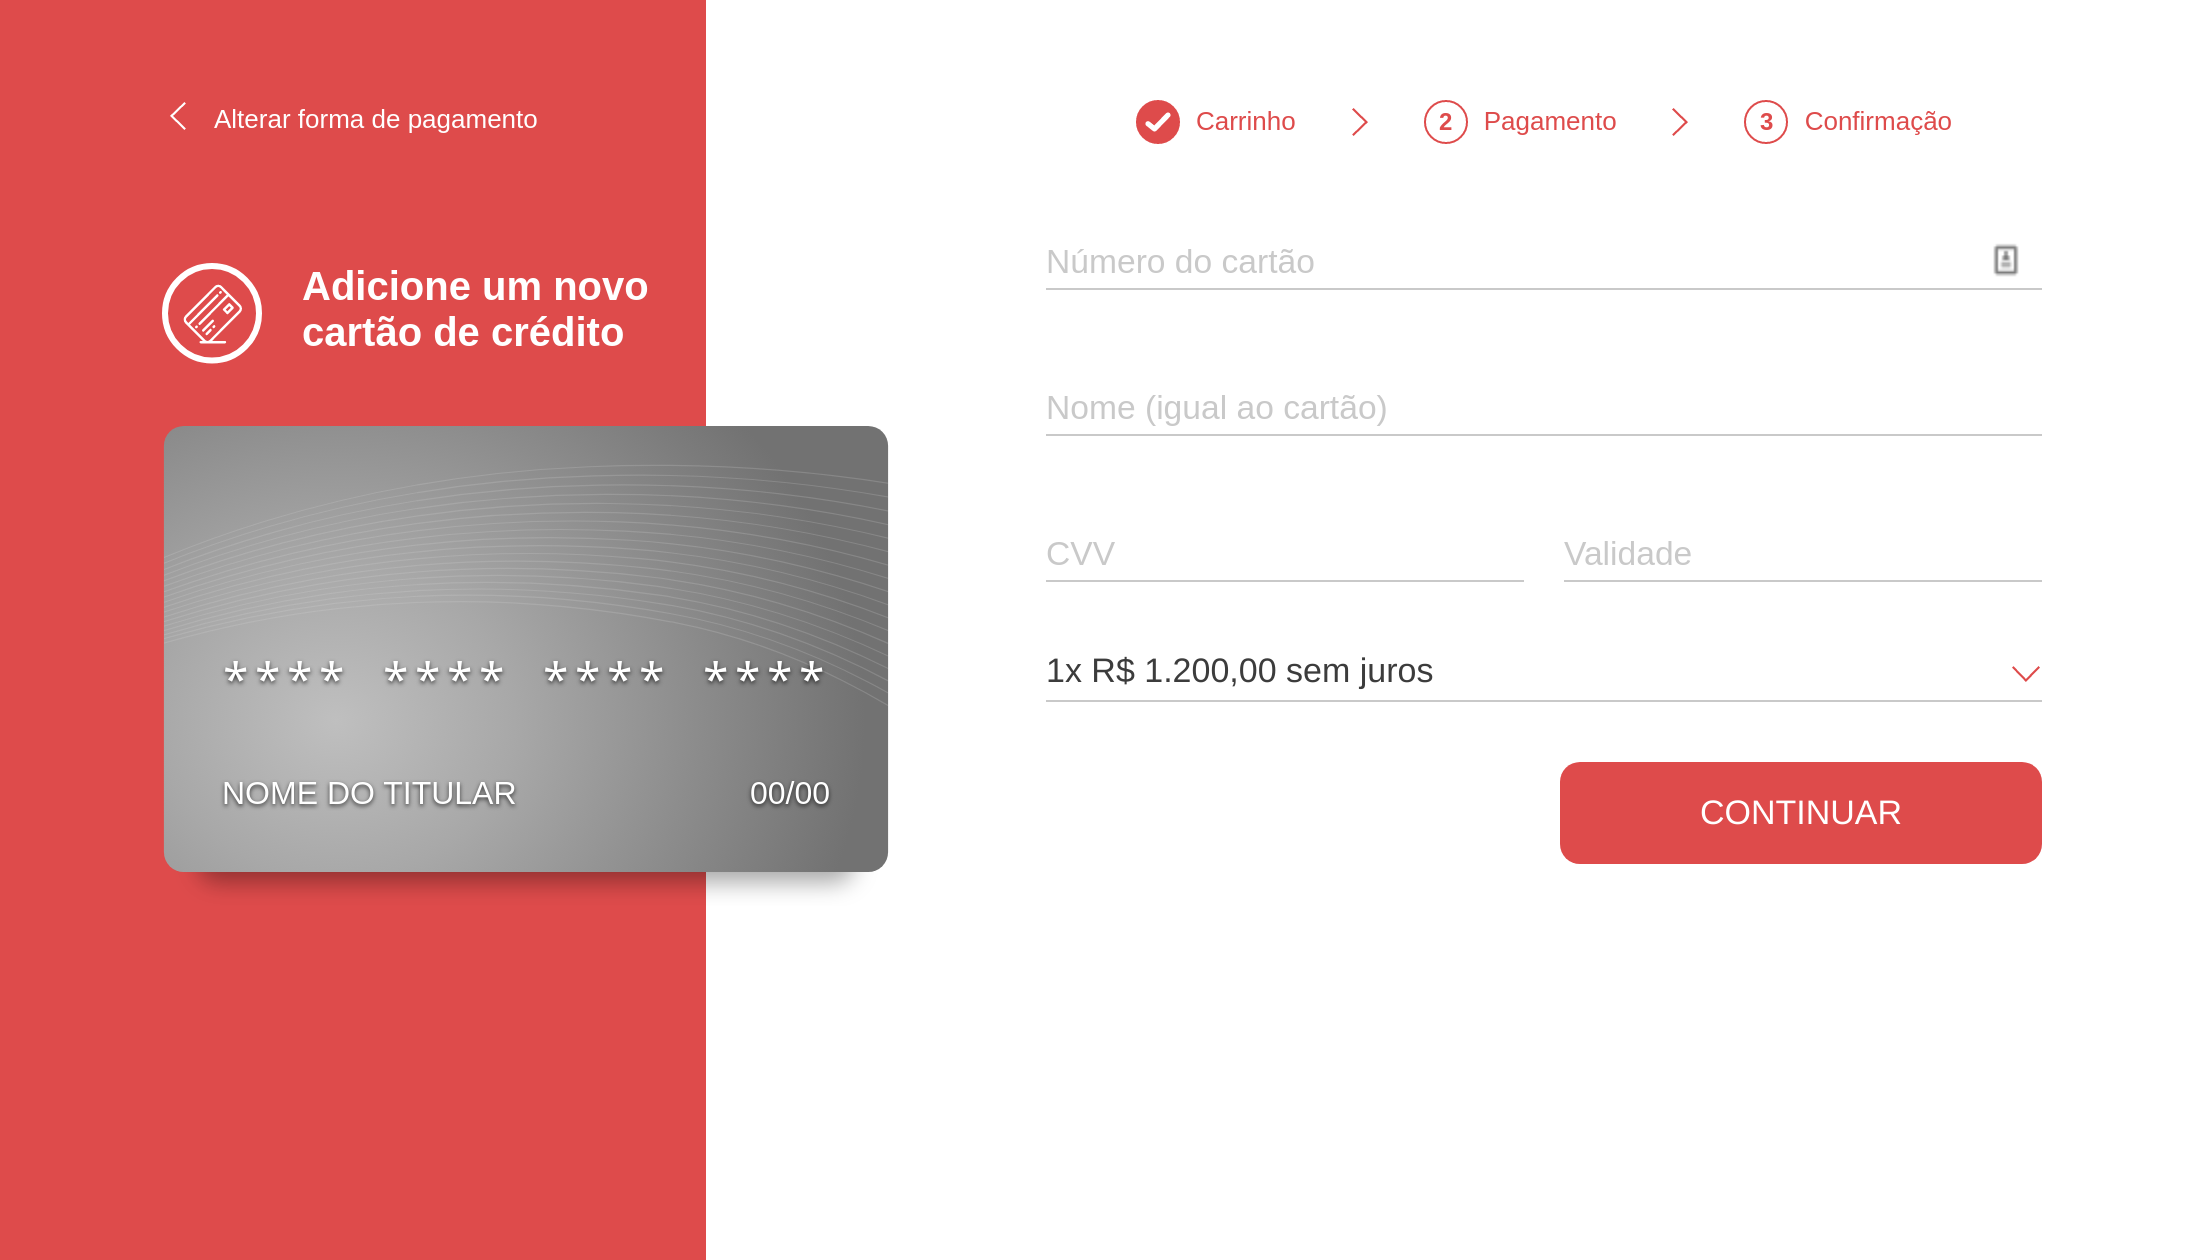 Alterar forma de pagamento
Adicione um novo
cartão de crédito
**** **** **** ****
NOME DO TITULAR 00/00
Carrinho
2 Pagamento
3 Confirmação
Número do cartão
Nome (igual ao cartão)
CVV
Validade
1x R$ 1.200,00 sem juros
CONTINUAR